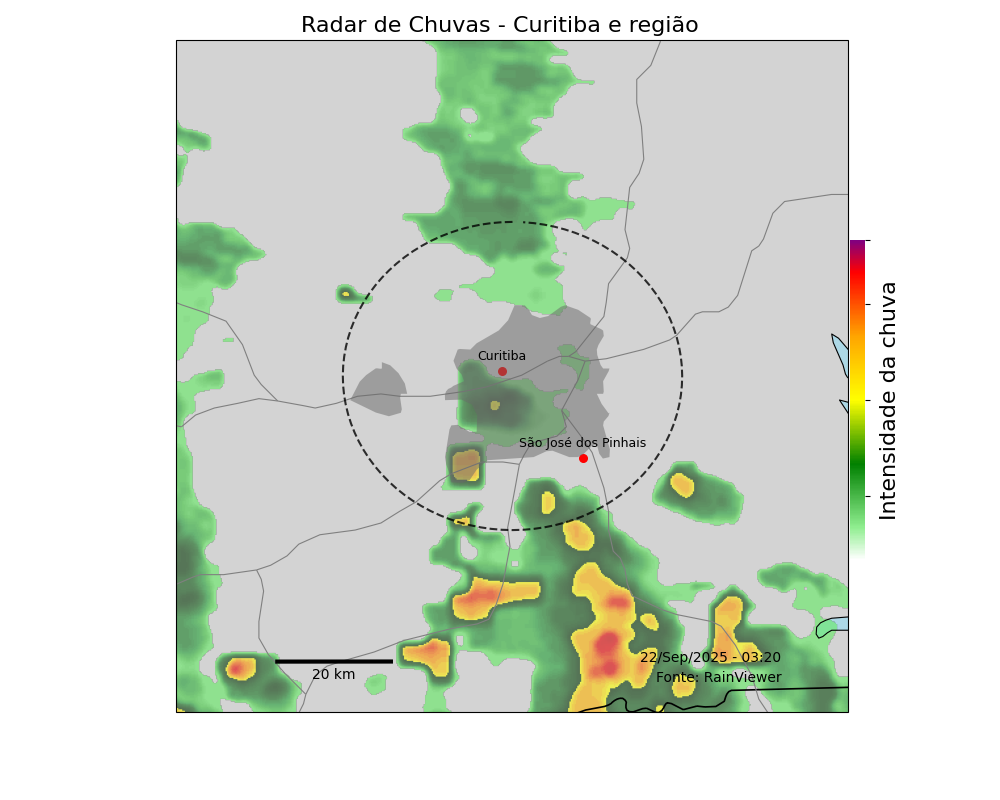 Radar de Chuvas - Curitiba e região
Curitiba
São José dos Pinhais
Intensidade da chuva
22/Sep/2025 - 03:20
Fonte: RainViewer
20 km